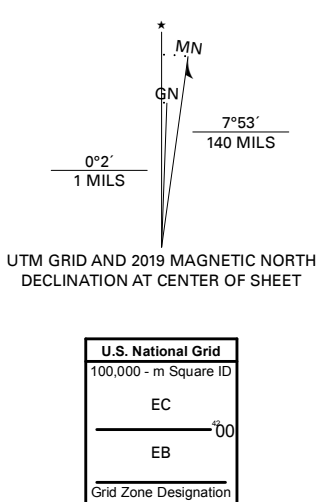 ★
MN
GN
7°53´
140 MILS
0°2´
1 MILS
UTM GRID AND 2019 MAGNETIC NORTH
DECLINATION AT CENTER OF SHEET
U.S. National Grid
100,000 - m Square ID
EC
4200
EB
Grid Zone Designation